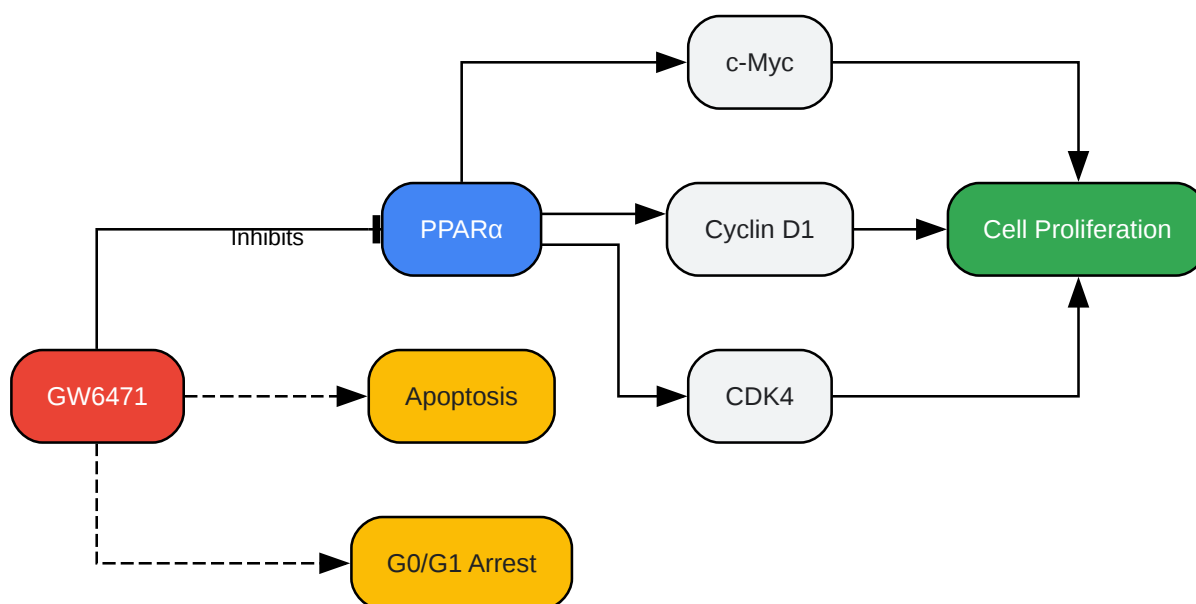 c-Myc
PPARα
Cyclin D1
Cell Proliferation
Inhibits
GW6471
Apoptosis
CDK4
G0/G1 Arrest